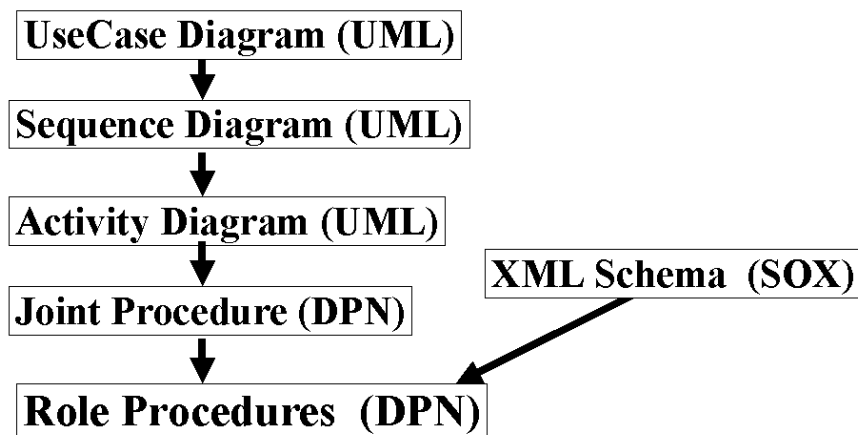 UseCase Diagram (UML)
Sequence Diagram (UML)
Activity Diagram (UML)
XML Schema (SOX)
Joint Procedure (DPN)
Role Procedures (DPN)